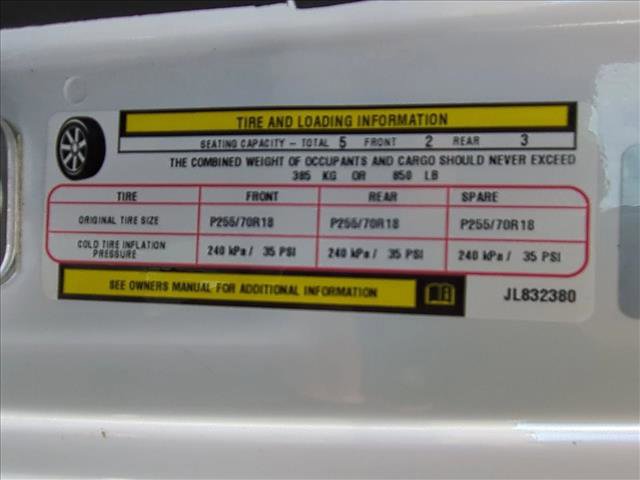 TIRE AND LOADING INFORMATION
SEATING CAPACITY - TOTAL 5 FRONT 2 REAR 3
THE COMBINED WEIGHT OF OCCUPANTS AND CARGO SHOULD NEVER EXCEED
385 KG OR 850 LB
TIRE FRONT REAR SPARE
ORIGINAL TIRE SIZE P255/70R18 P255/70R18 P255/70R18
COLD TIRE INFLATION
PRESSURE 240 kPa / 35 PSI 240 kPa / 35 PSI 240 kPa / 35 PSI
SEE OWNERS MANUAL FOR ADDITIONAL INFORMATION JL832380